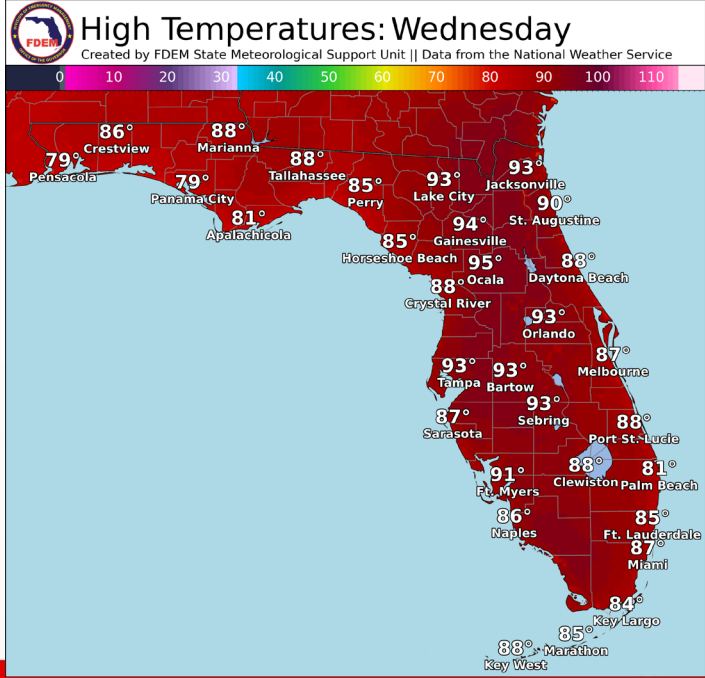 DIVISION OF EMERGENCY MANAGEMENT
FDEM
High Temperatures: Wednesday
Created by FDEM State Meteorological Support Unit || Data from the National Weather Service
0 10 20 30 40 50 60 70 80 90 100 110
86°
Crestview
88°
Marianna
79°
Pensacola
88°
Tallahassee
79°
Panama City
85°
Perry
93°
Lake City
93°
Jacksonville
81°
Apalachicola
90°
St. Augustine
94°
Gainesville
85°
Horseshoe Beach
95°
Ocala
88°
Daytona Beach
88°
Crystal River
93°
Orlando
87°
Melbourne
93°
Tampa
93°
Bartow
93°
Sebring
87°
Sarasota
88°
Port St. Lucie
88°
Clewiston
81°
Palm Beach
91°
Ft. Myers
86°
Naples
85°
Ft. Lauderdale
87°
Miami
84°
Key Largo
85°
Marathon
88°
Key West